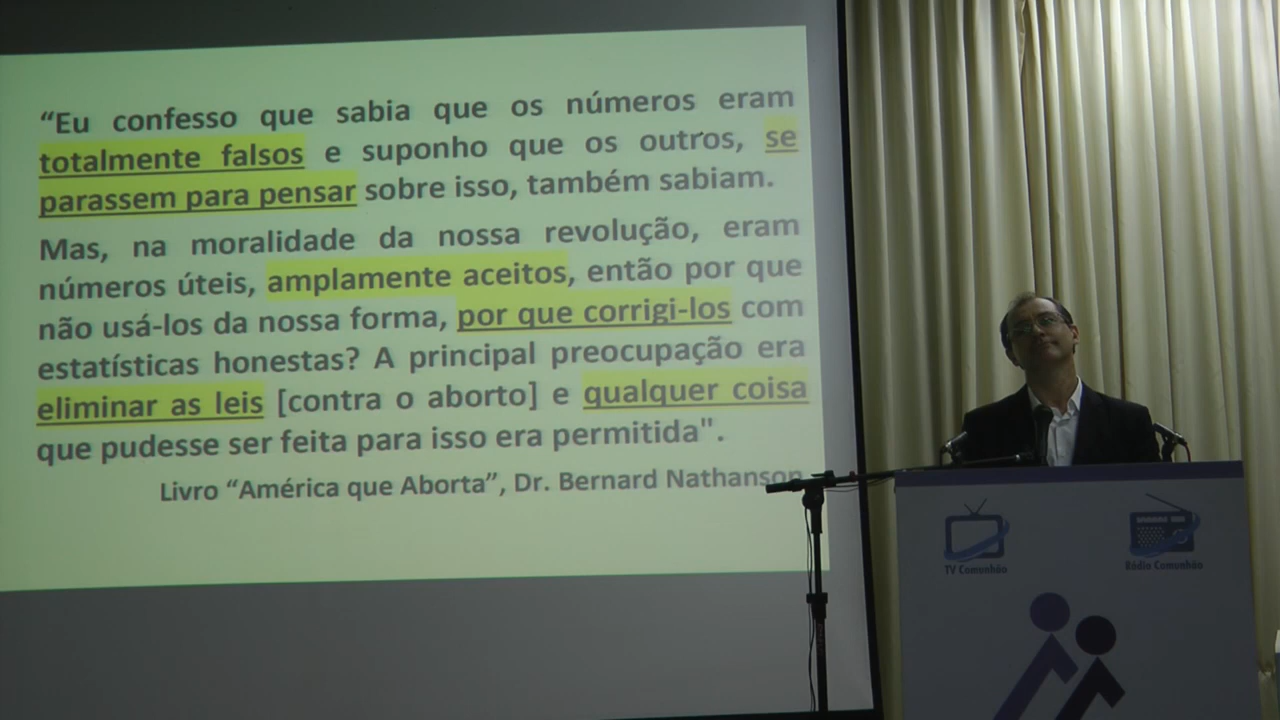 “Eu confesso que sabia que os números eram
totalmente falsos e suponho que os outros, se
parassem para pensar sobre isso, também sabiam.
Mas, na moralidade da nossa revolução, eram
números úteis, amplamente aceitos, então por que
não usá-los da nossa forma, por que corrigi-los com
estatísticas honestas? A principal preocupação era
eliminar as leis [contra o aborto] e qualquer coisa
que pudesse ser feita para isso era permitida".
Livro “América que Aborta”, Dr. Bernard Nathanson
TV Comunhão
Rádio Comunhão